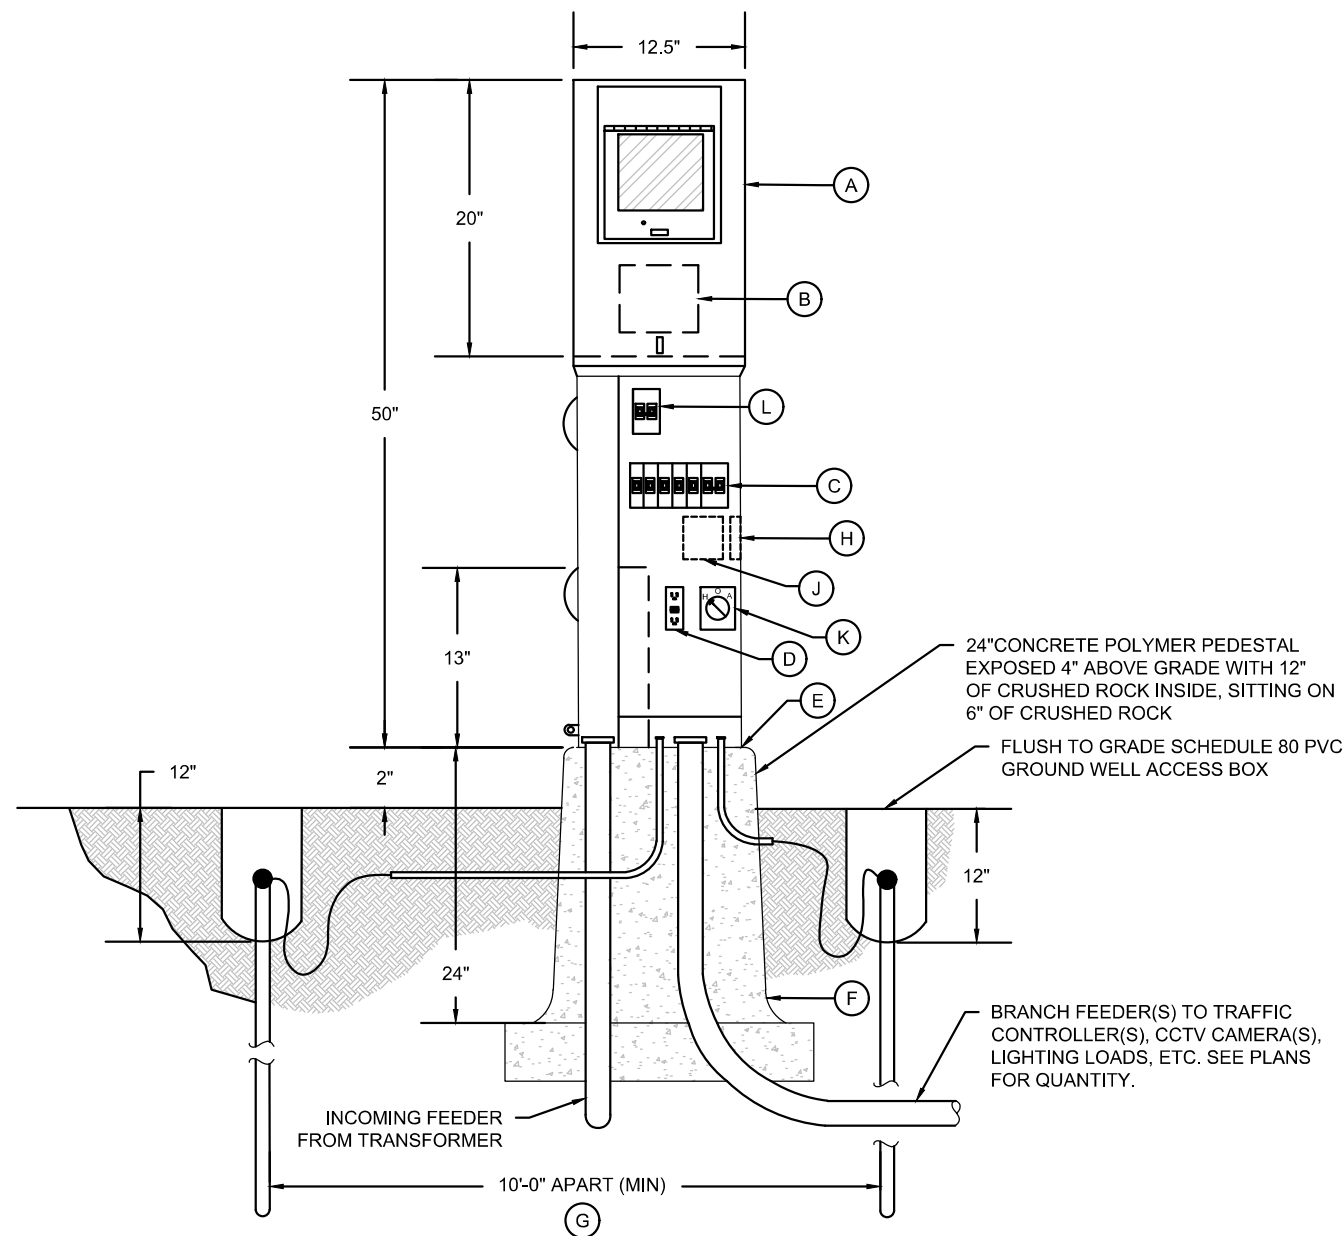 12.5"
20"
A
B
50"
L
C
H
J
H O A
K
D
13"
E
24"CONCRETE POLYMER PEDESTAL
EXPOSED 4" ABOVE GRADE WITH 12"
OF CRUSHED ROCK INSIDE, SITTING ON
6" OF CRUSHED ROCK
FLUSH TO GRADE SCHEDULE 80 PVC
GROUND WELL ACCESS BOX
12"
2"
12"
24"
F
BRANCH FEEDER(S) TO TRAFFIC
CONTROLLER(S), CCTV CAMERA(S),
LIGHTING LOADS, ETC. SEE PLANS
FOR QUANTITY.
INCOMING FEEDER
FROM TRANSFORMER
10'-0" APART (MIN)
G